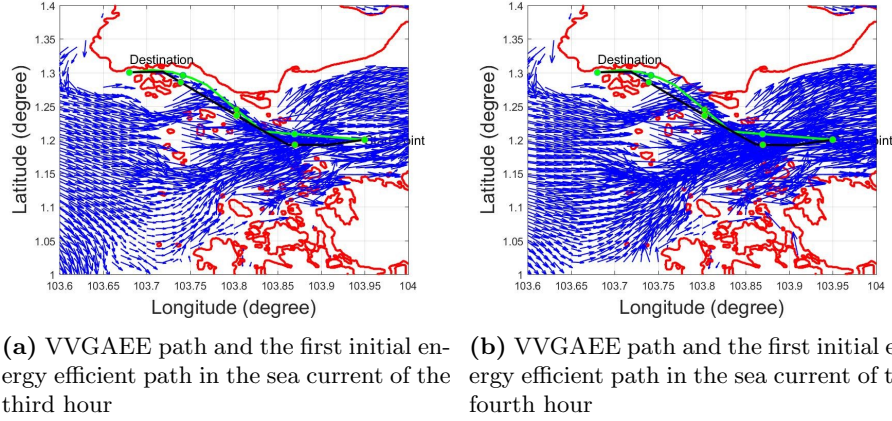 1.4
1.35
1.3
1.25
1.2
1.15
1.1
1.05
1
Latitude (degree)
Destination
point
103.6 103.65 103.7 103.75 103.8 103.85 103.9 103.95 104
Longitude (degree)
(a) VVGAEE path and the first initial en-
ergy efficient path in the sea current of the
third hour
1.4
1.35
1.3
1.25
1.2
1.15
1.1
1.05
1
Latitude (degree)
Destination
point
103.6 103.65 103.7 103.75 103.8 103.85 103.9 103.95 104
Longitude (degree)
(b) VVGAEE path and the first initial e
ergy efficient path in the sea current of t
fourth hour